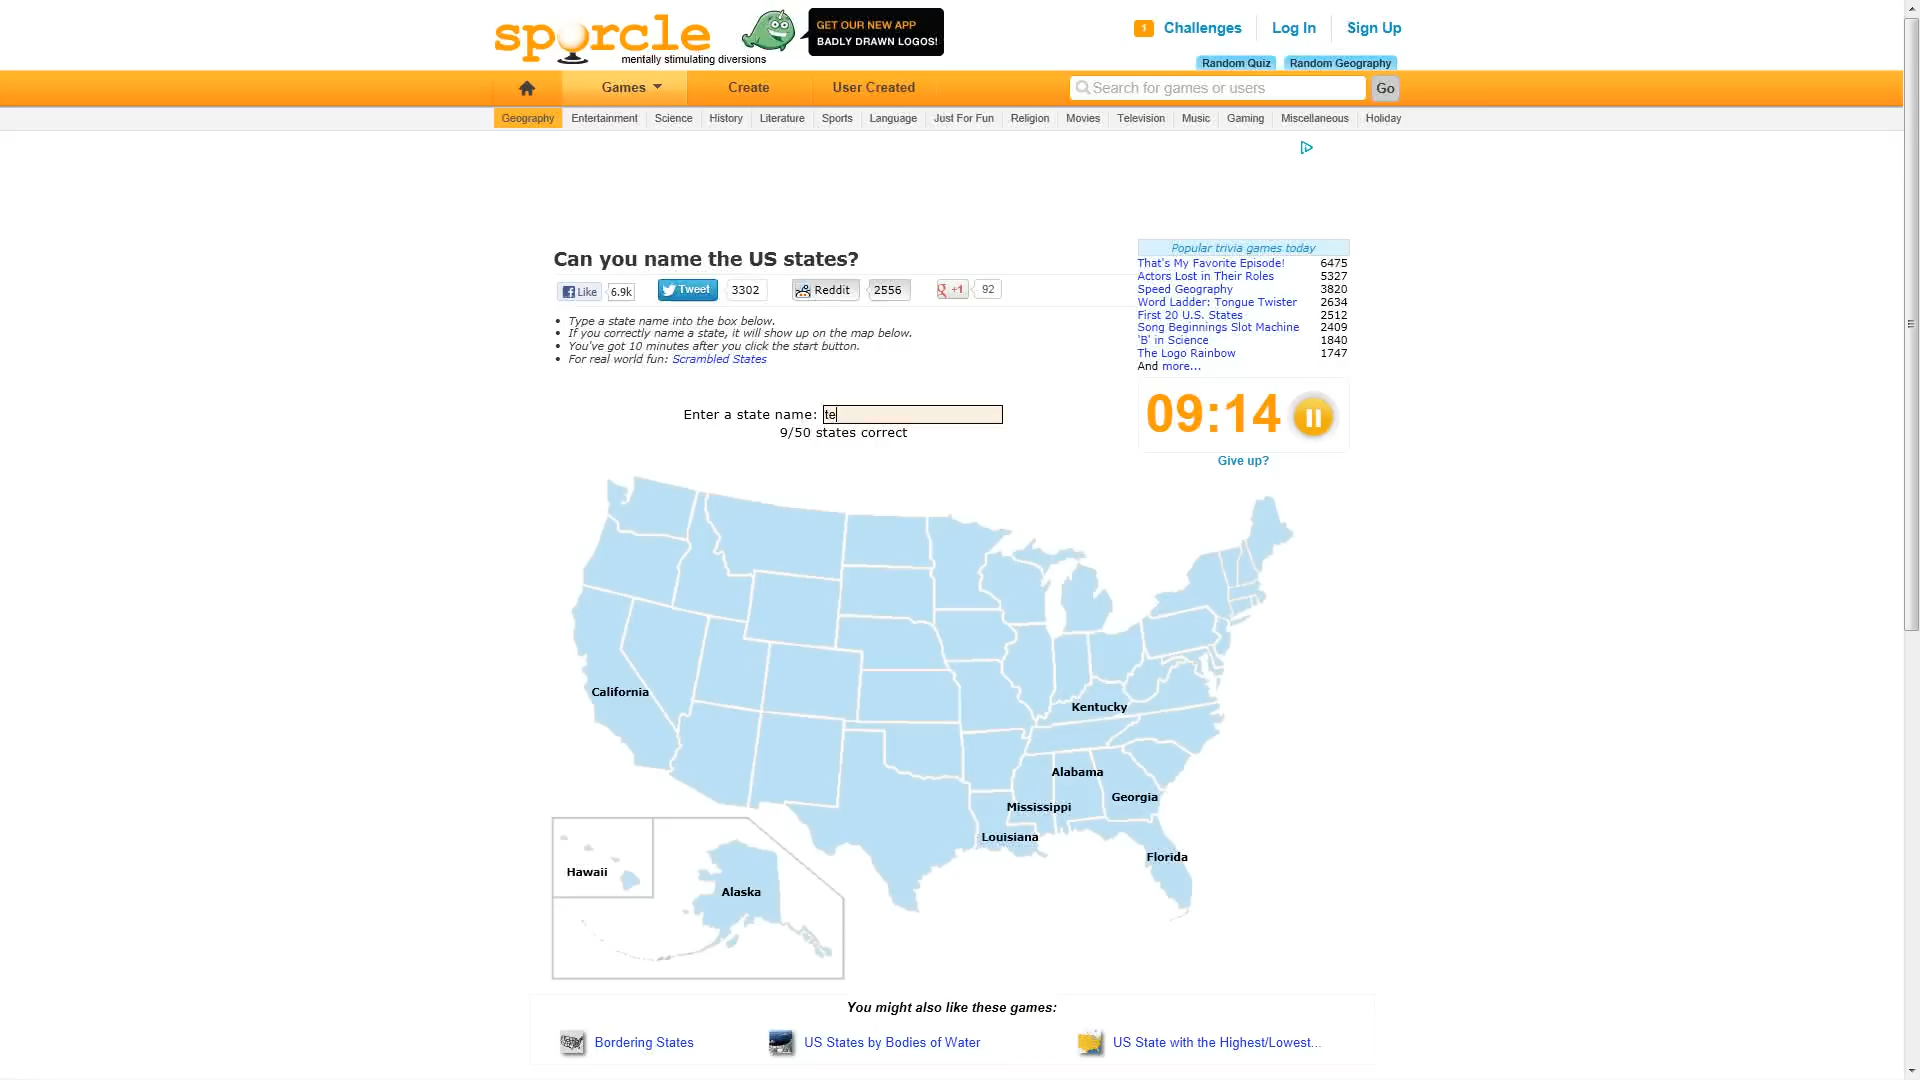 sporcle
mentally stimulating diversions
GET OUR NEW APP
BADLY DRAWN LOGOS!
1 Challenges Log In Sign Up
Random Quiz Random Geography
Games Create User Created Search for games or users Go
Geography Entertainment Science History Literature Sports Language Just For Fun Religion Movies Television Music Gaming Miscellaneous Holiday
Can you name the US states?
Like 6.9k Tweet 3302 Reddit 2556 +1 92
• Type a state name into the box below.
• If you correctly name a state, it will show up on the map below.
• You've got 10 minutes after you click the start button.
• For real world fun: Scrambled States
Popular trivia games today
That's My Favorite Episode! 6475
Actors Lost in Their Roles 5327
Speed Geography 3820
Word Ladder: Tongue Twister 2634
First 20 U.S. States 2512
Song Beginnings Slot Machine 2409
'B' in Science 1840
The Logo Rainbow 1747
And more...
Enter a state name: te
9/50 states correct
09:14
Give up?
California
Kentucky
Alabama
Georgia
Mississippi
Louisiana
Florida
Hawaii
Alaska
You might also like these games:
Bordering States US States by Bodies of Water US State with the Highest/Lowest...